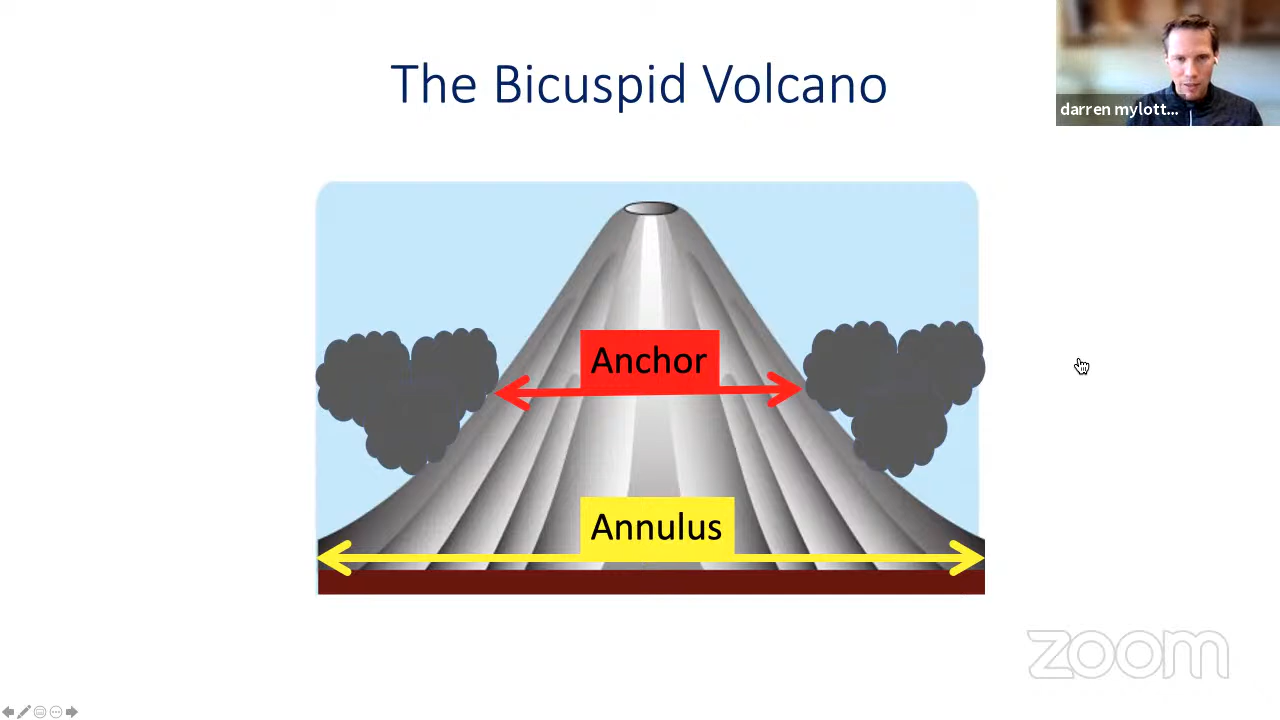 The Bicuspid Volcano
darren mylott...
Anchor
Annulus
zoom